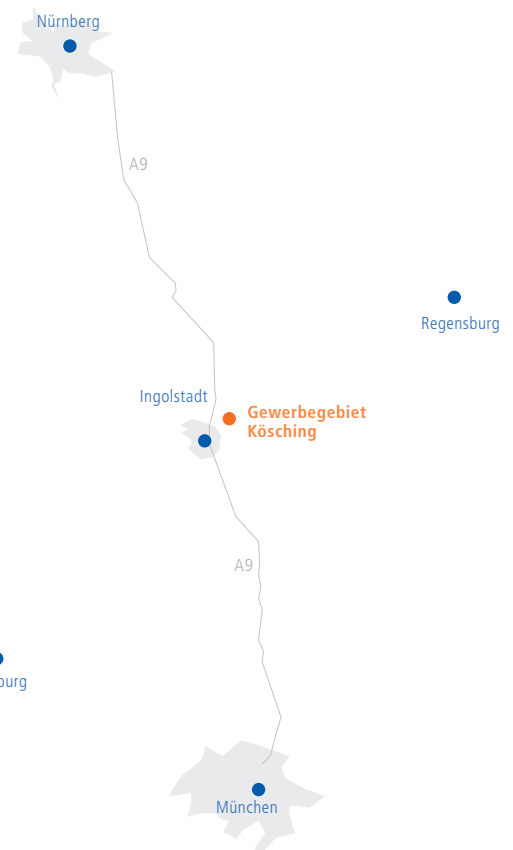 Nürnberg
A9
Regensburg
Ingolstadt
Gewerbegebiet
Kösching
A9
burg
München